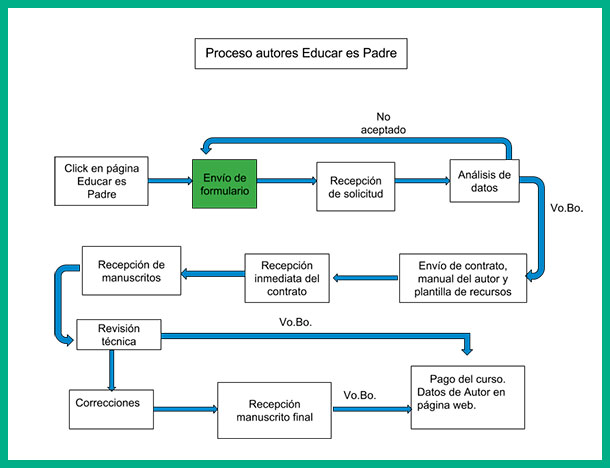 Proceso autores Educar es Padre
No
aceptado
Click en página
Educar es
Padre
Envío de
formulario
Recepción
de solicitud
Análisis de
datos
Vo.Bo.
Recepción de
manuscritos
Recepción
inmediata del
contrato
Envío de contrato,
manual del autor y
plantilla de recursos
Revisión
técnica
Vo.Bo.
Correcciones
Recepción
manuscrito final
Vo.Bo.
Pago del curso.
Datos de Autor en
página web.